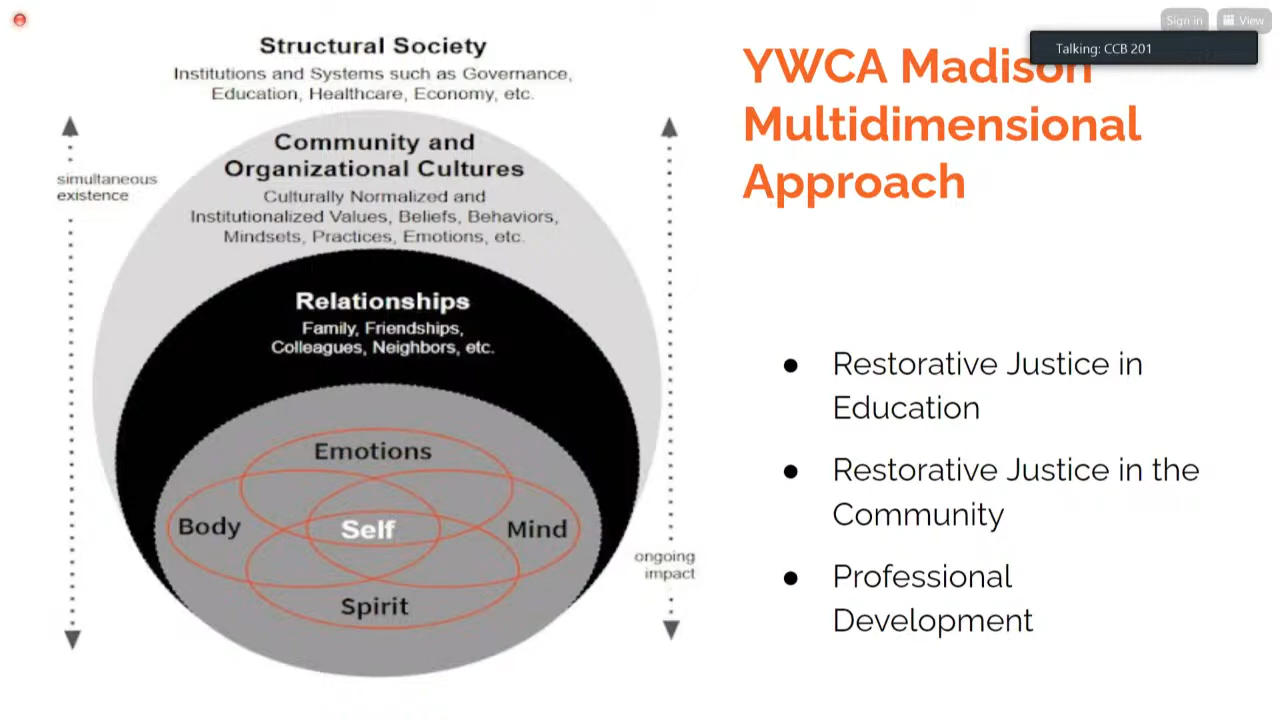 Sign in
View
Talking: CCB 201
Structural Society
Institutions and Systems such as Governance,
Education, Healthcare, Economy, etc.
Community and
Organizational Cultures
Culturally Normalized and
Institutionalized Values, Beliefs, Behaviors,
Mindsets, Practices, Emotions, etc.
simultaneous
existence
Relationships
Family, Friendships,
Colleagues, Neighbors, etc.
Emotions
Body
Self
Mind
Spirit
ongoing
impact
YWCA Madison
Multidimensional
Approach
● Restorative Justice in
Education
● Restorative Justice in the
Community
● Professional
Development